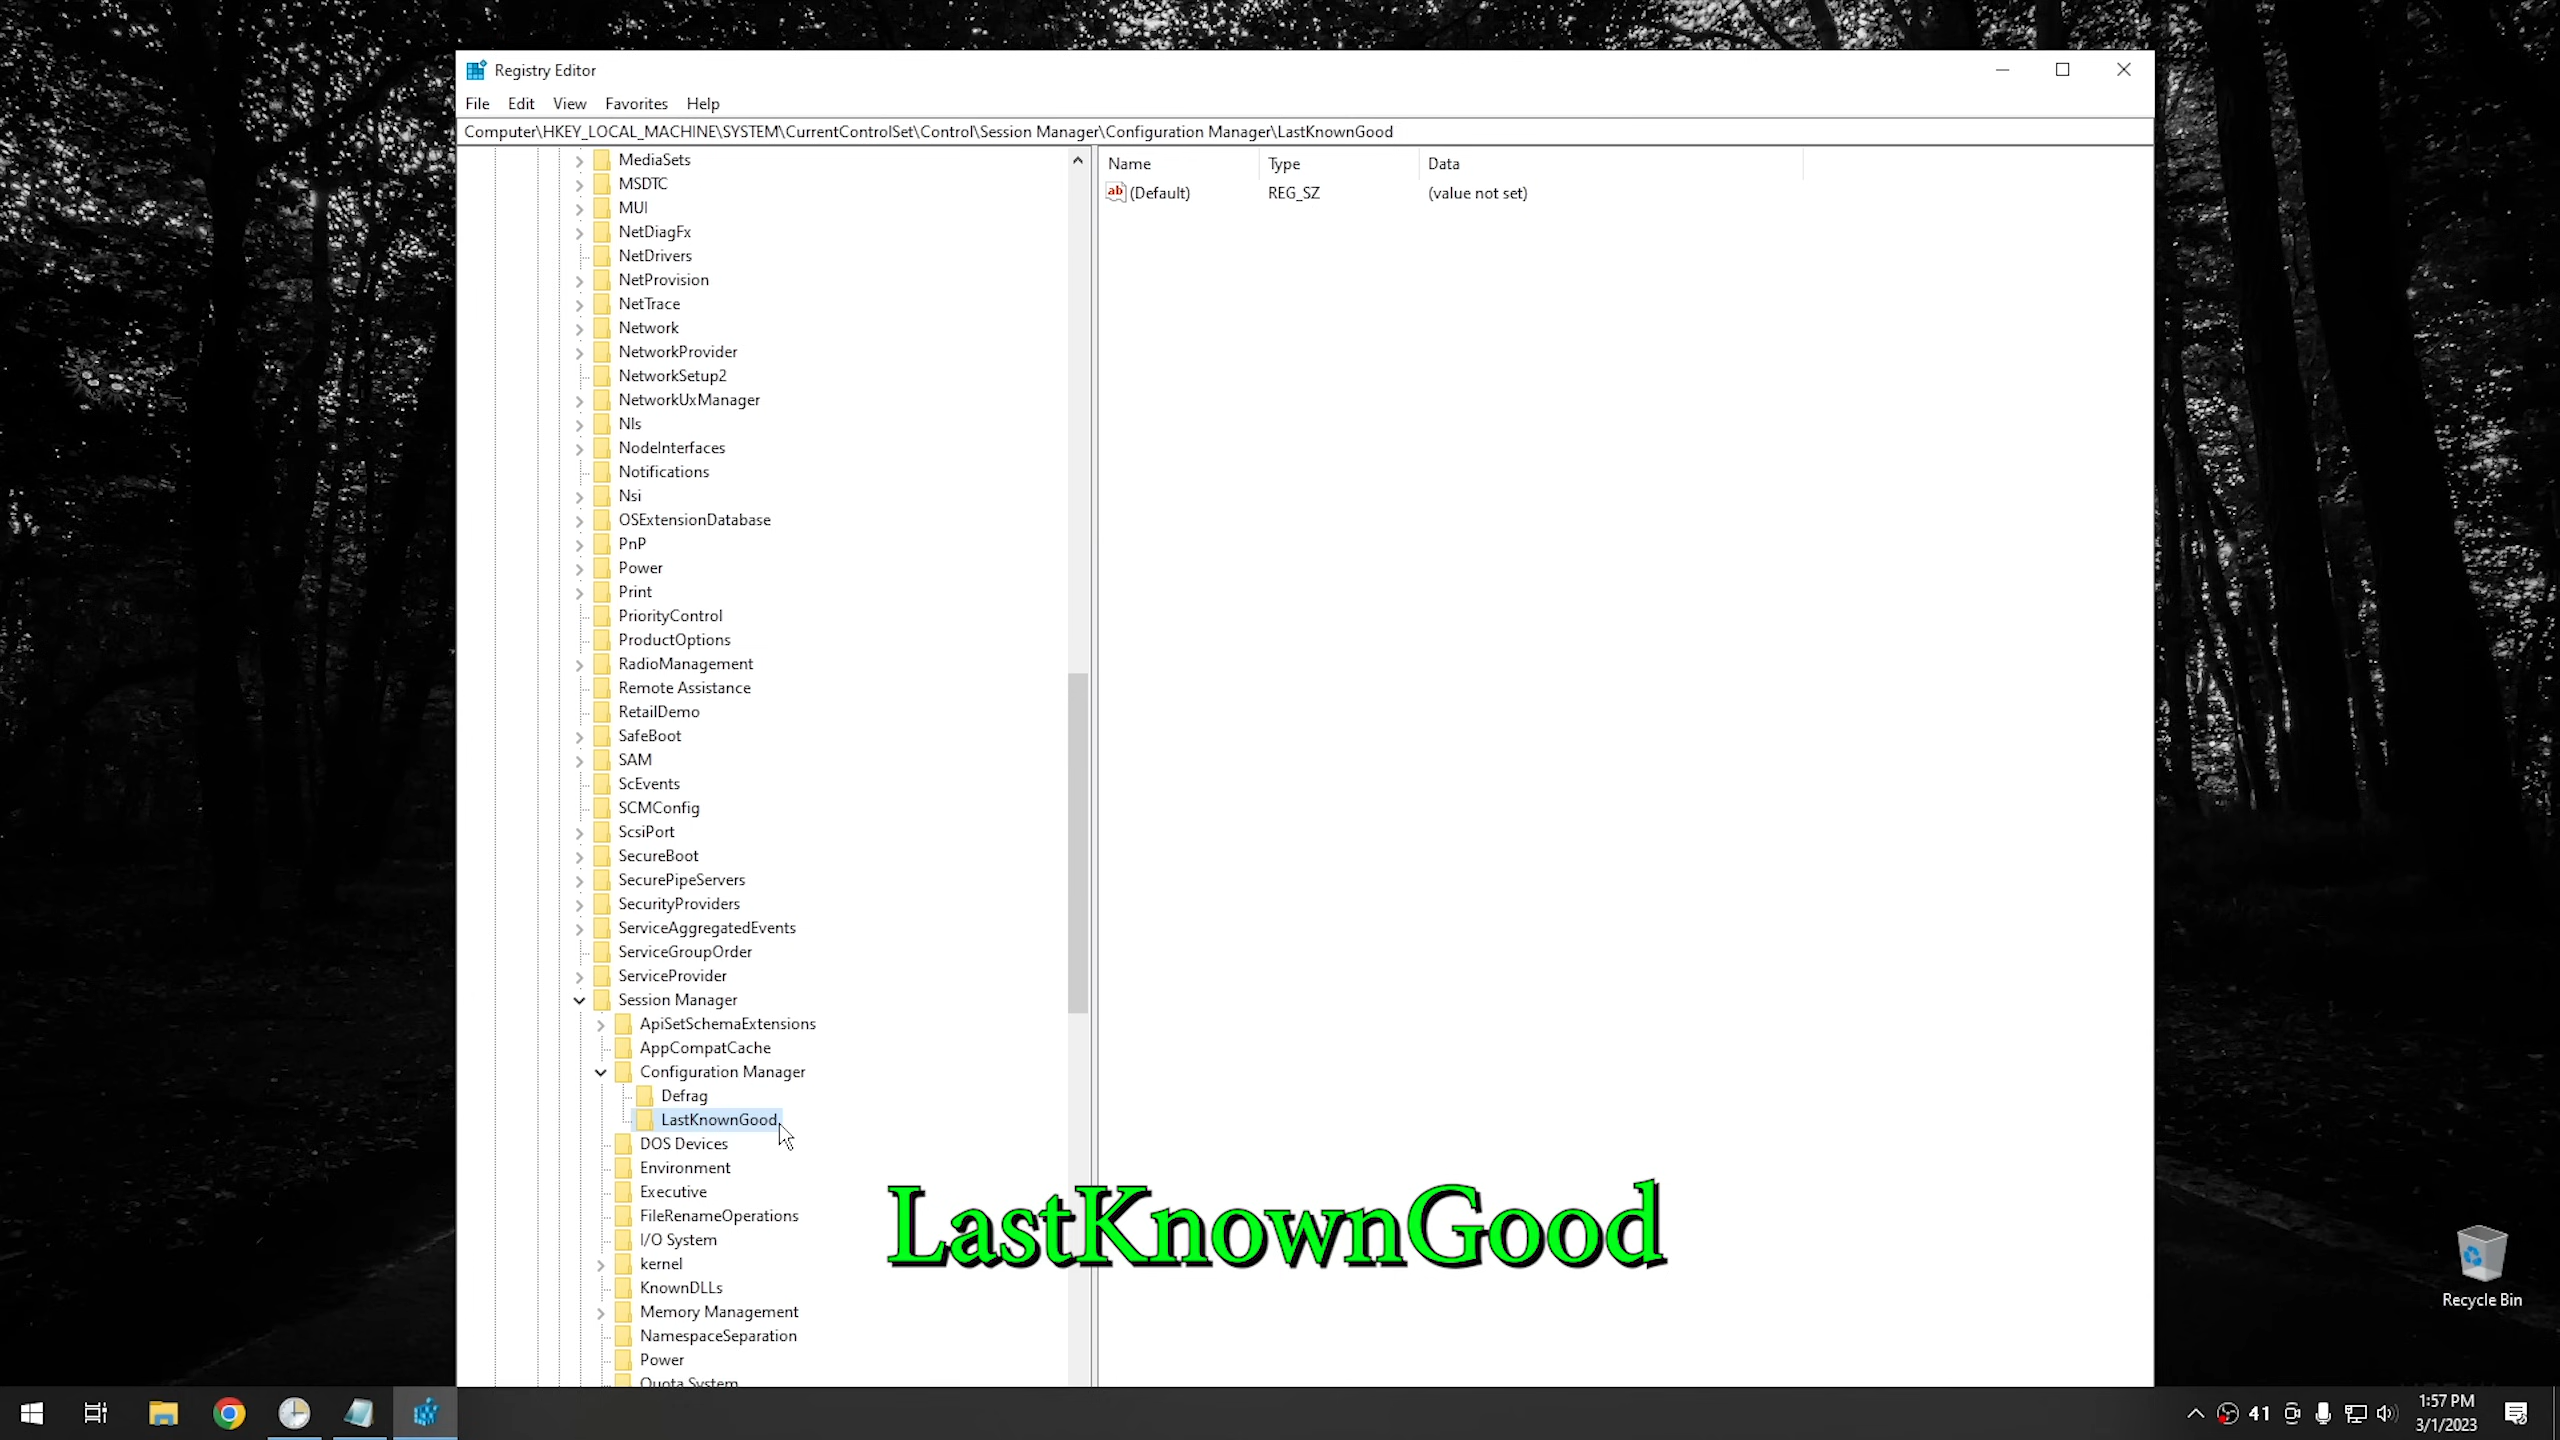 Registry Editor
File Edit View Favorites Help
Computer\HKEY_LOCAL_MACHINE\SYSTEM\CurrentControlSet\Control\Session Manager\Configuration Manager\LastKnownGood
MediaSets
MSDTC
MUI
NetDiagFx
NetDrivers
NetProvision
NetTrace
Network
NetworkProvider
NetworkSetup2
NetworkUxManager
Nls
NodeInterfaces
Notifications
Nsi
OSExtensionDatabase
PnP
Power
Print
PriorityControl
ProductOptions
RadioManagement
Remote Assistance
RetailDemo
SafeBoot
SAM
ScEvents
SCMConfig
ScsiPort
SecureBoot
SecurePipeServers
SecurityProviders
ServiceAggregatedEvents
ServiceGroupOrder
ServiceProvider
Session Manager
ApiSetSchemaExtensions
AppCompatCache
Configuration Manager
Defrag
LastKnownGood
DOS Devices
Environment
Executive
FileRenameOperations
I/O System
kernel
KnownDLLs
Memory Management
NamespaceSeparation
Power
Quota System
Name Type Data
ab (Default) REG_SZ (value not set)
LastKnownGood
Recycle Bin
41
1:57 PM
3/1/2023